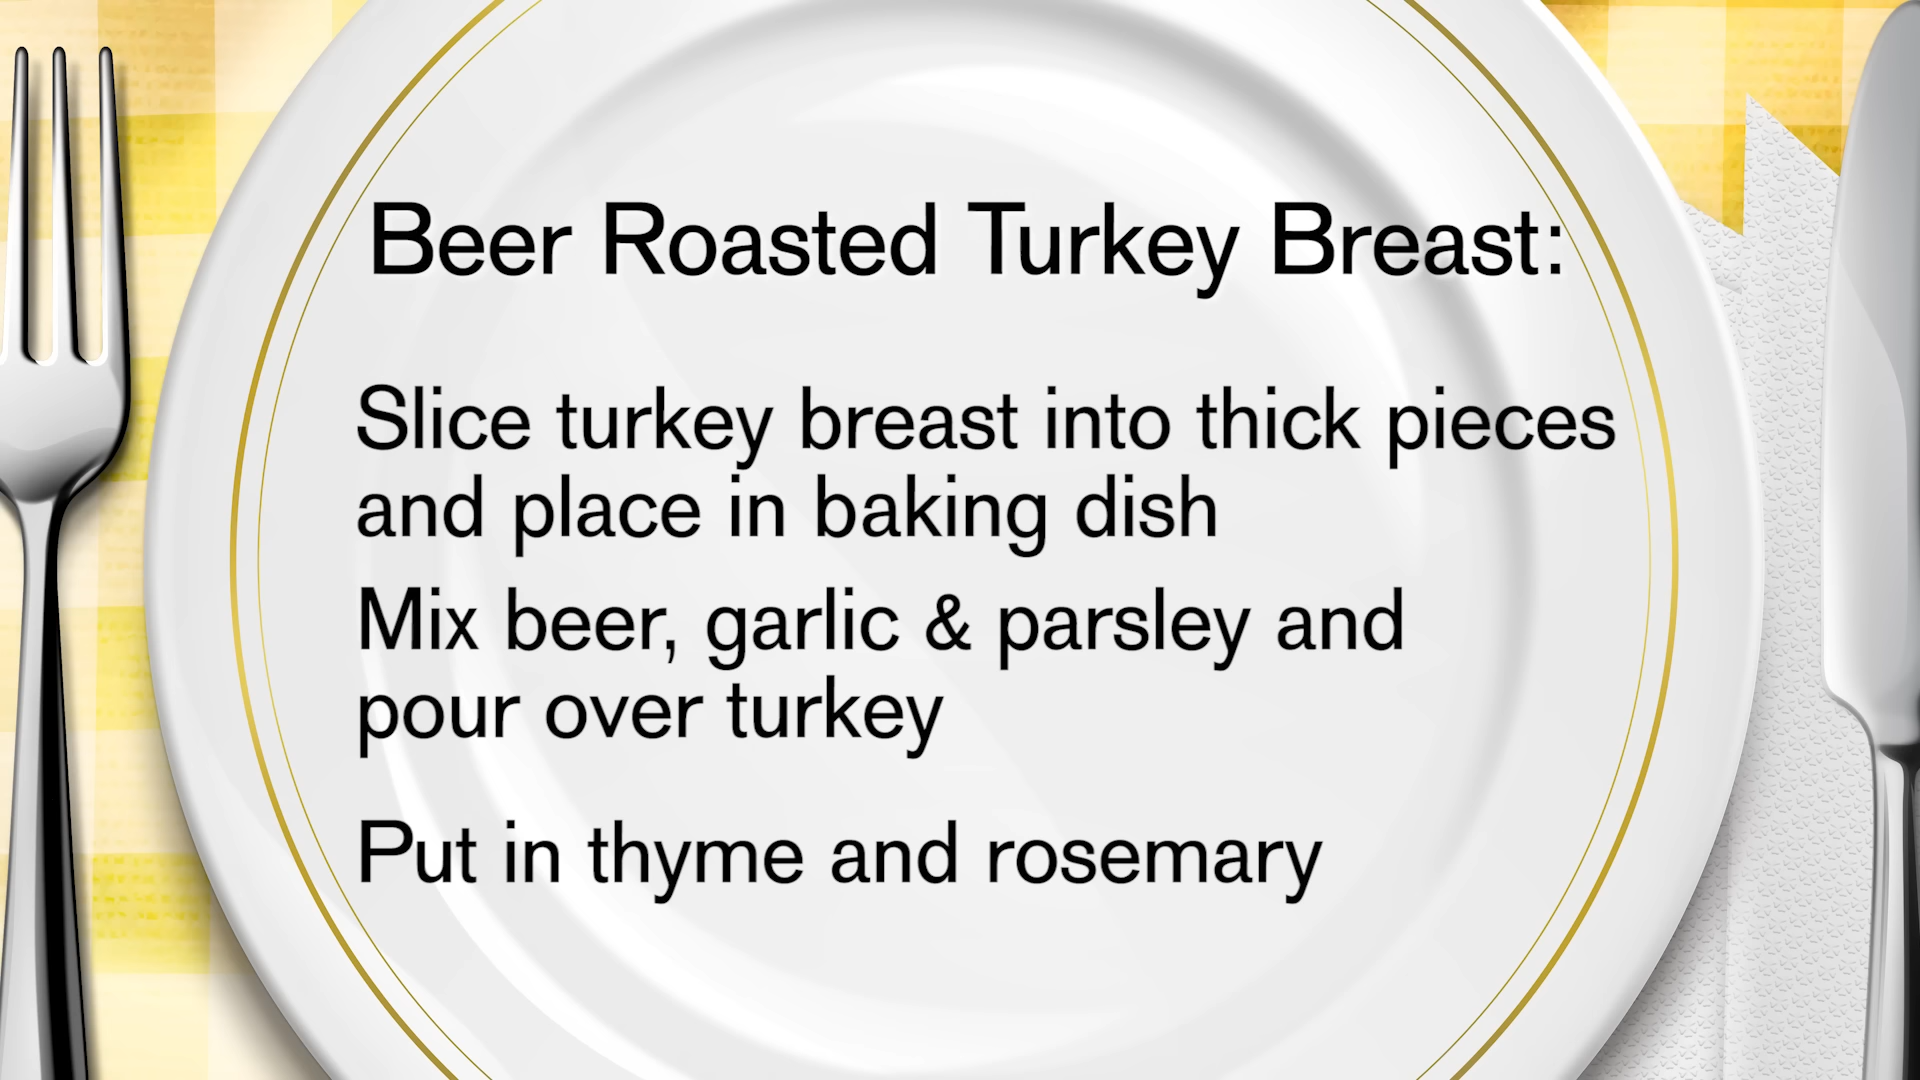 Beer Roasted Turkey Breast:
Slice turkey breast into thick pieces
and place in baking dish
Mix beer, garlic & parsley and
pour over turkey
Put in thyme and rosemary